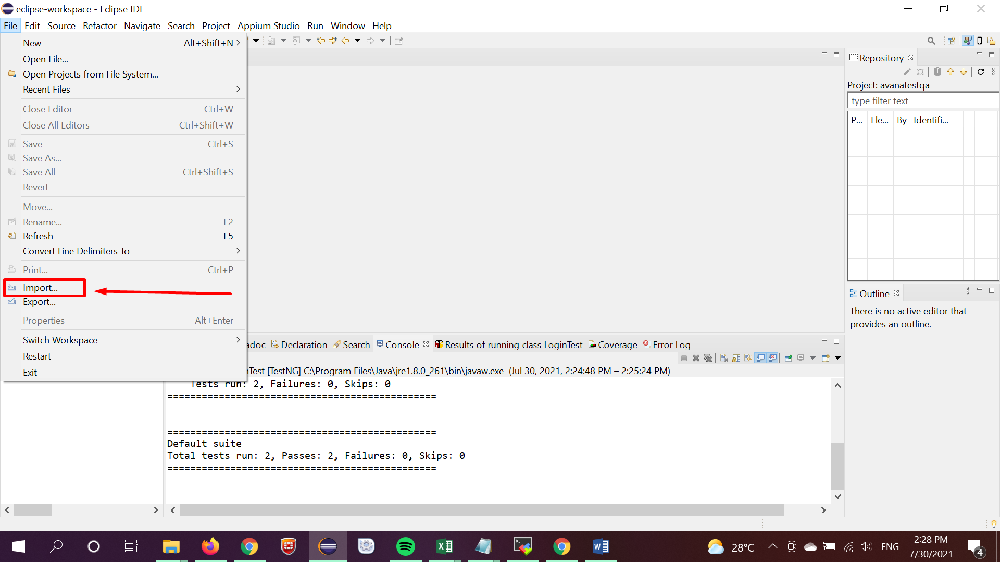 eclipse-workspace - Eclipse IDE
File Edit Source Refactor Navigate Search Project Appium Studio Run Window Help
New Alt+Shift+N
Open File...
Open Projects from File System...
Recent Files
Close Editor Ctrl+W
Close All Editors Ctrl+Shift+W
Save Ctrl+S
Save As...
Save All Ctrl+Shift+S
Revert
Move...
Rename... F2
Refresh F5
Convert Line Delimiters To
Print... Ctrl+P
Import...
Export...
Properties Alt+Enter
Switch Workspace
Restart
Exit
Repository
Project: avanatestqa
type filter text
P... Ele... By Identifi...
Outline
There is no active editor that
provides an outline.
adoc Declaration Search Console Results of running class LoginTest Coverage Error Log
Test [TestNG] C:\Program Files\Java\jre1.8.0_261\bin\javaw.exe (Jul 30, 2021, 2:24:48 PM – 2:25:24 PM)
Tests run: 2, Failures: 0, Skips: 0
===============================================
===============================================
Default suite
Total tests run: 2, Passes: 2, Failures: 0, Skips: 0
===============================================
28°C ENG 2:28 PM
7/30/2021
4